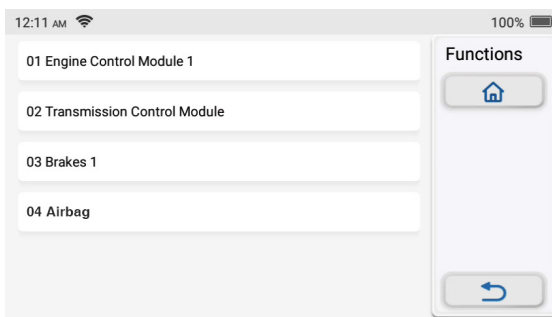 12:11 AM
100%
01 Engine Control Module 1
Functions
02 Transmission Control Module
03 Brakes 1
04 Airbag